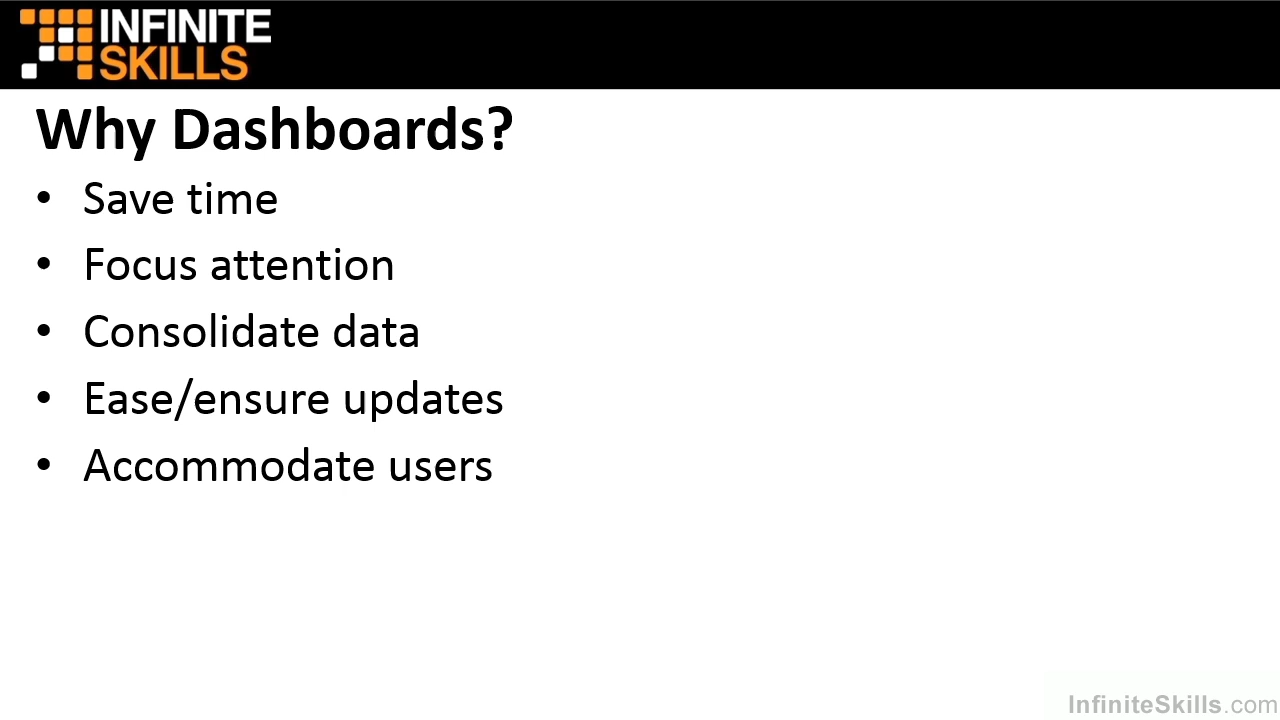 INFINITE
SKILLS
Why Dashboards?
• Save time
• Focus attention
• Consolidate data
• Ease/ensure updates
• Accommodate users
InfiniteSkills.com